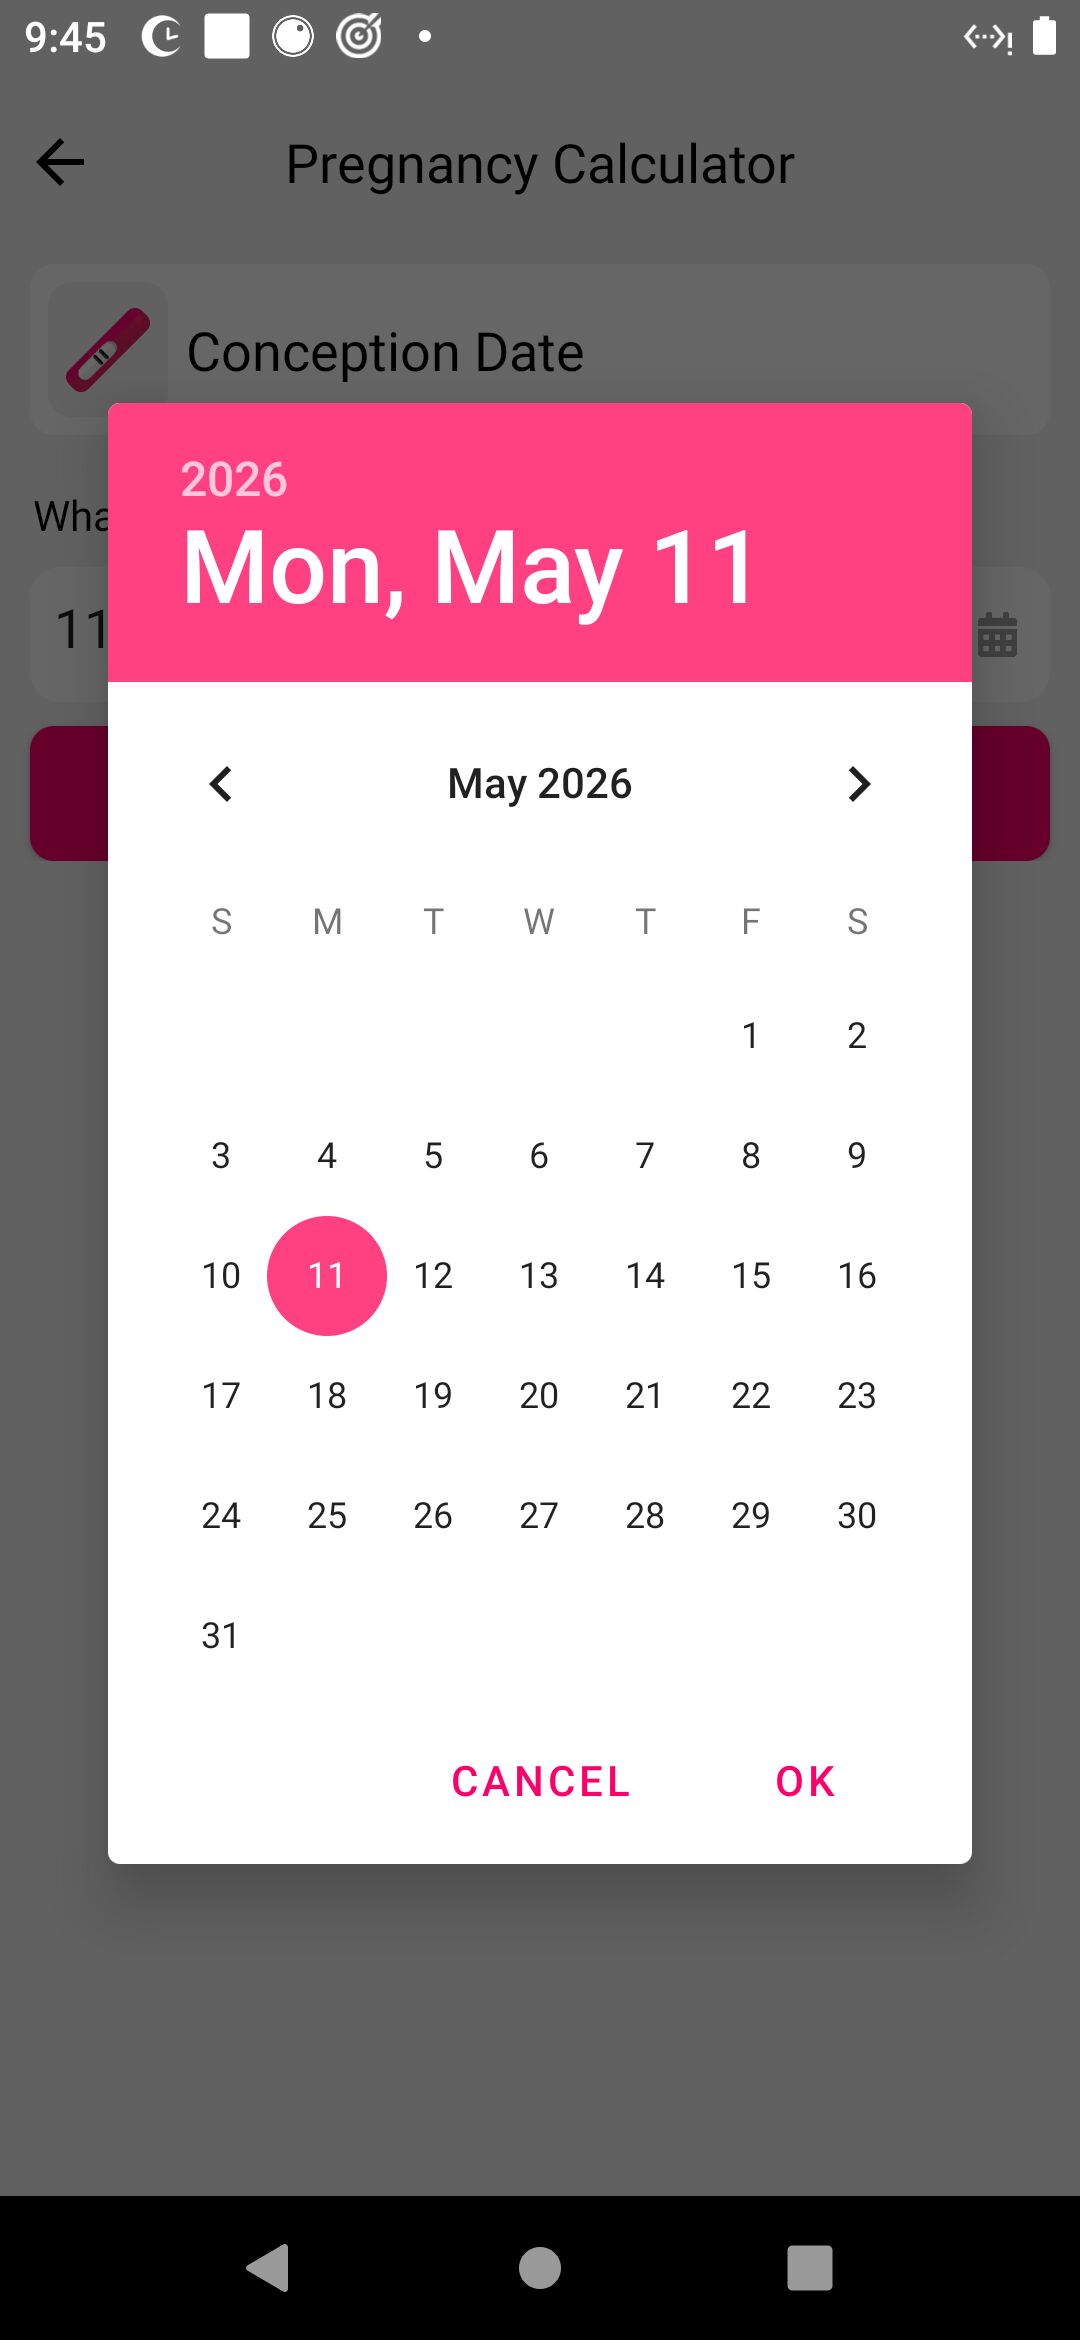 9:45
Pregnancy Calculator
Conception Date
2026
Mon, May 11
May 2026
S M T W T F S
1 2
3 4 5 6 7 8 9
10 11 12 13 14 15 16
17 18 19 20 21 22 23
24 25 26 27 28 29 30
31
CANCEL OK